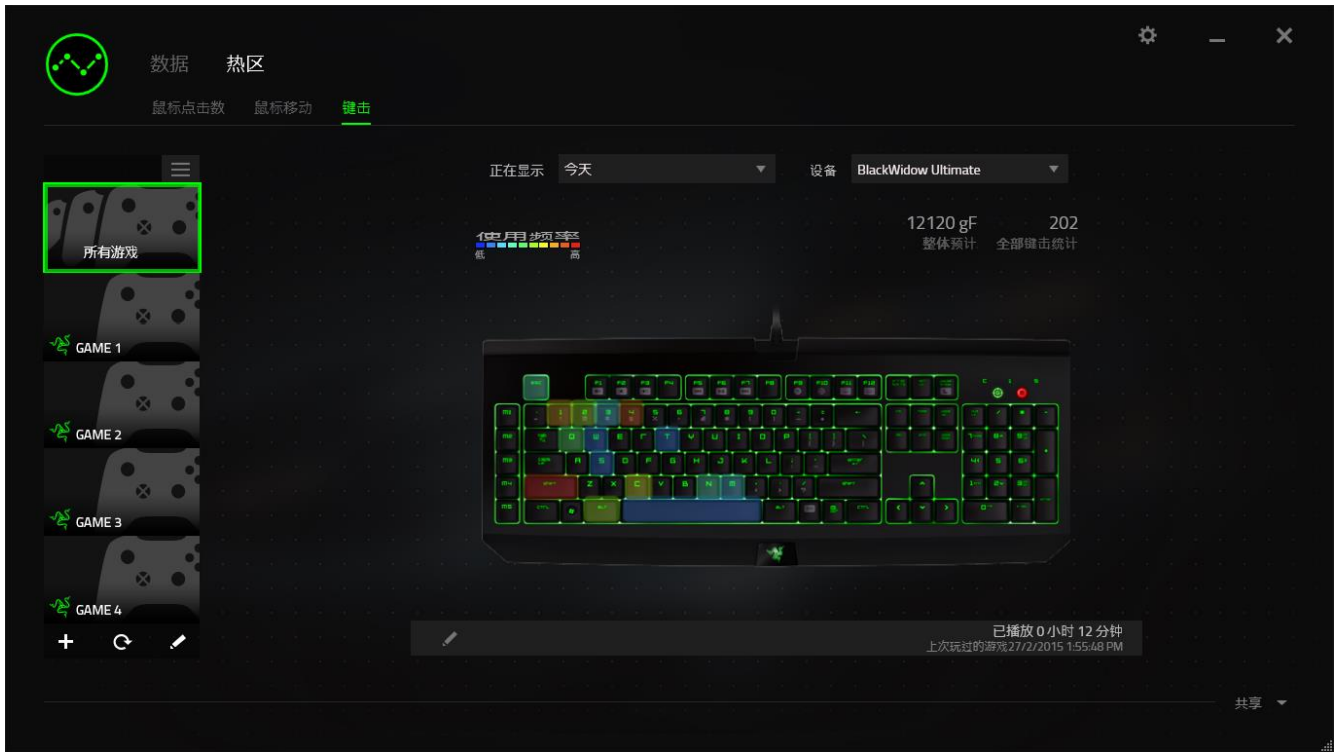 数据 热区
鼠标点击数 鼠标移动 键击
正在显示 今天 设备 BlackWidow Ultimate
使用频率
低 高
12120 gF 202
整体预计 全部键击统计
所有游戏
GAME 1
GAME 2
GAME 3
GAME 4
已播放 0 小时 12 分钟
上次玩过的游戏27/2/2015 1:55:48 PM
共享